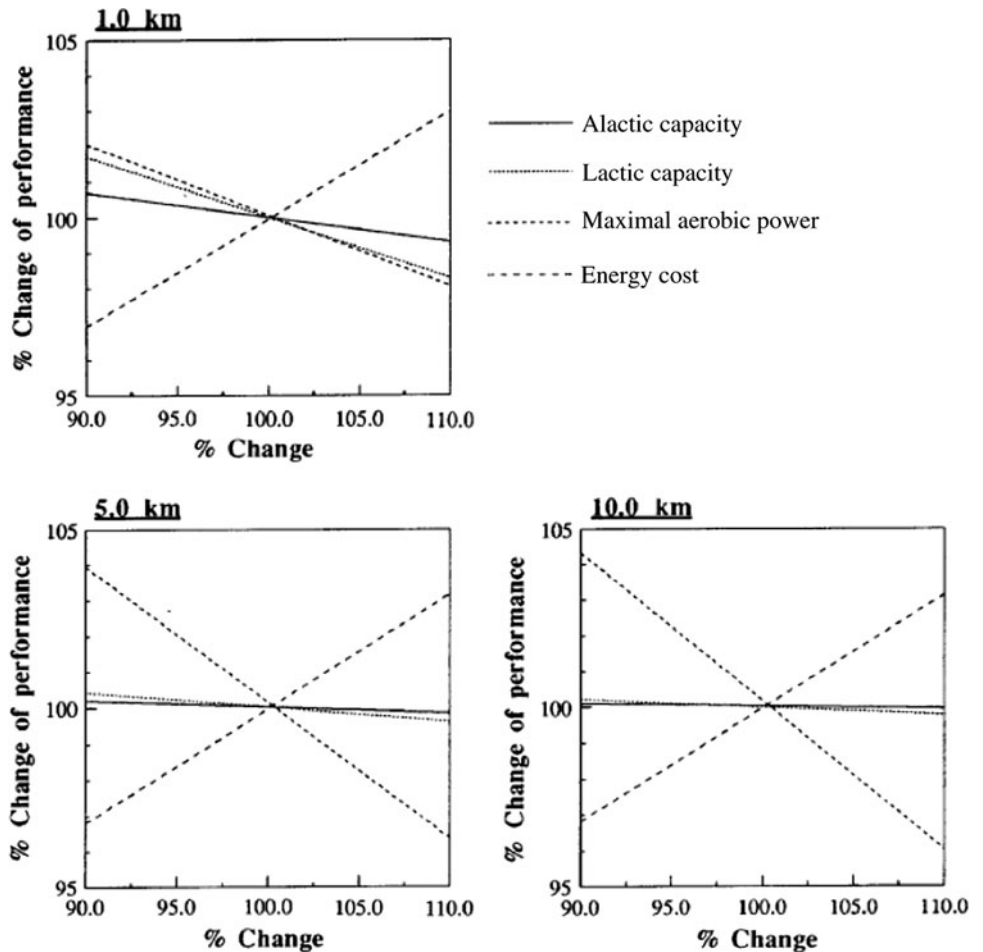 1.0 km
105
100
95
% Change of performance
90.0 95.0 100.0 105.0 110.0
% Change
Alactic capacity
Lactic capacity
Maximal aerobic power
Energy cost
5.0 km
105
100
95
% Change of performance
90.0 95.0 100.0 105.0 110.0
% Change
10.0 km
105
100
95
% Change of performance
90.0 95.0 100.0 105.0 110.0
% Change